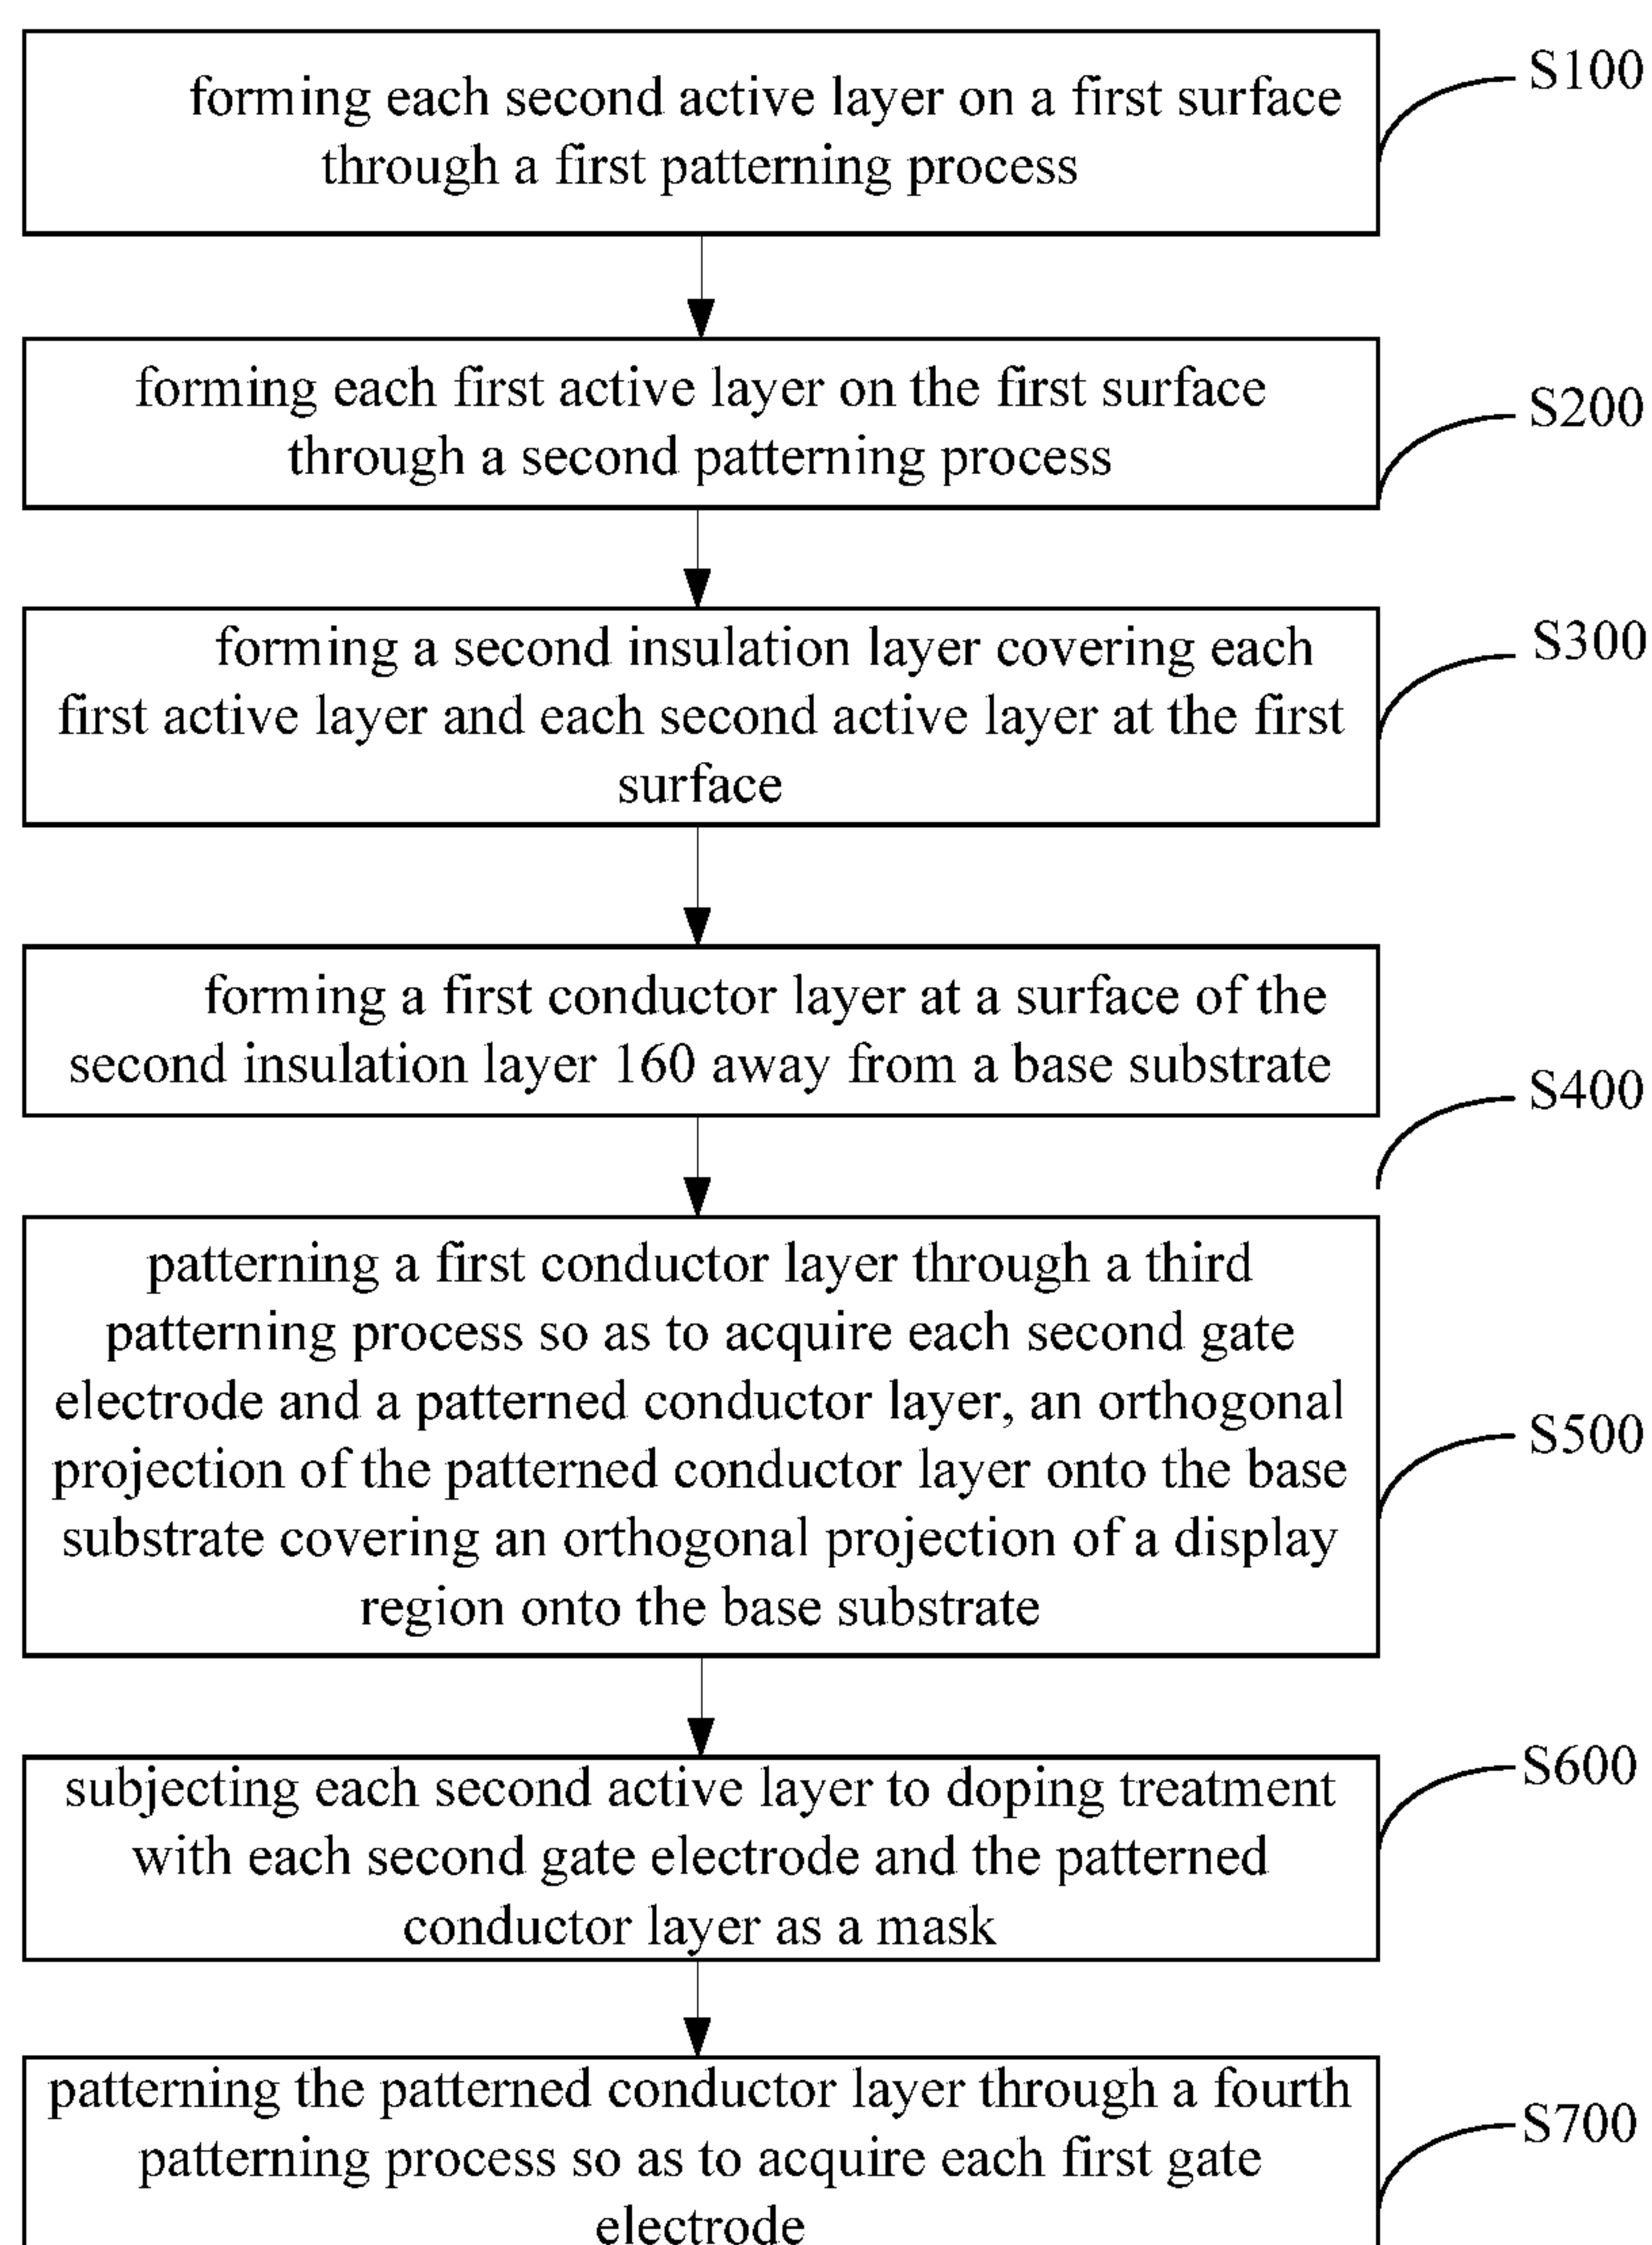 forming each second active layer on a first surface
through a first patterning process
S100
forming each first active layer on the first surface
through a second patterning process
S200
forming a second insulation layer covering each
first active layer and each second active layer at the first
surface
S300
forming a first conductor layer at a surface of the
second insulation layer 160 away from a base substrate
S400
patterning a first conductor layer through a third
patterning process so as to acquire each second gate
electrode and a patterned conductor layer, an orthogonal
projection of the patterned conductor layer onto the base
substrate covering an orthogonal projection of a display
region onto the base substrate
S500
subjecting each second active layer to doping treatment
with each second gate electrode and the patterned
conductor layer as a mask
S600
patterning the patterned conductor layer through a fourth
patterning process so as to acquire each first gate
electrode
S700